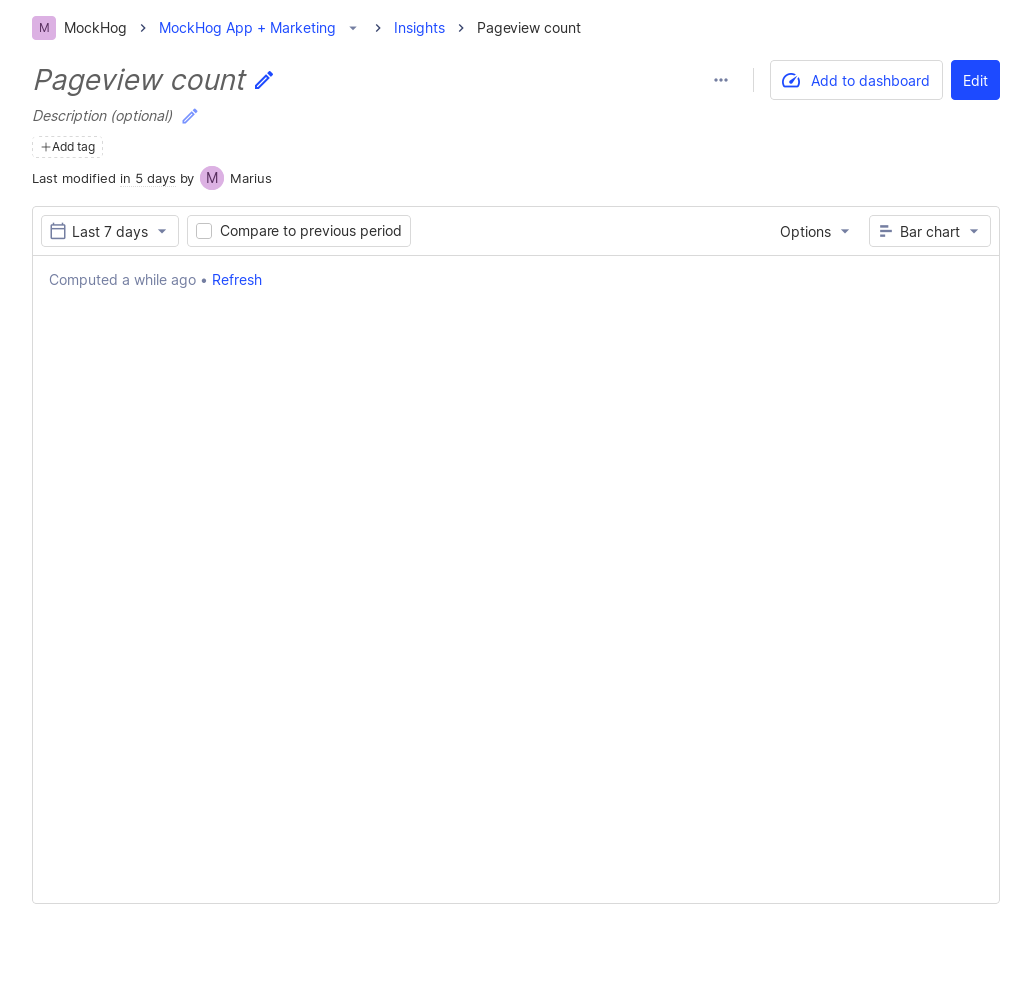 M MockHog MockHog App + Marketing Insights Pageview count
Pageview count
Add to dashboard
Edit
Description (optional)
Add tag
Last modified in 5 days by M Marius
Last 7 days
Compare to previous period
Options
Bar chart
Computed a while ago • Refresh